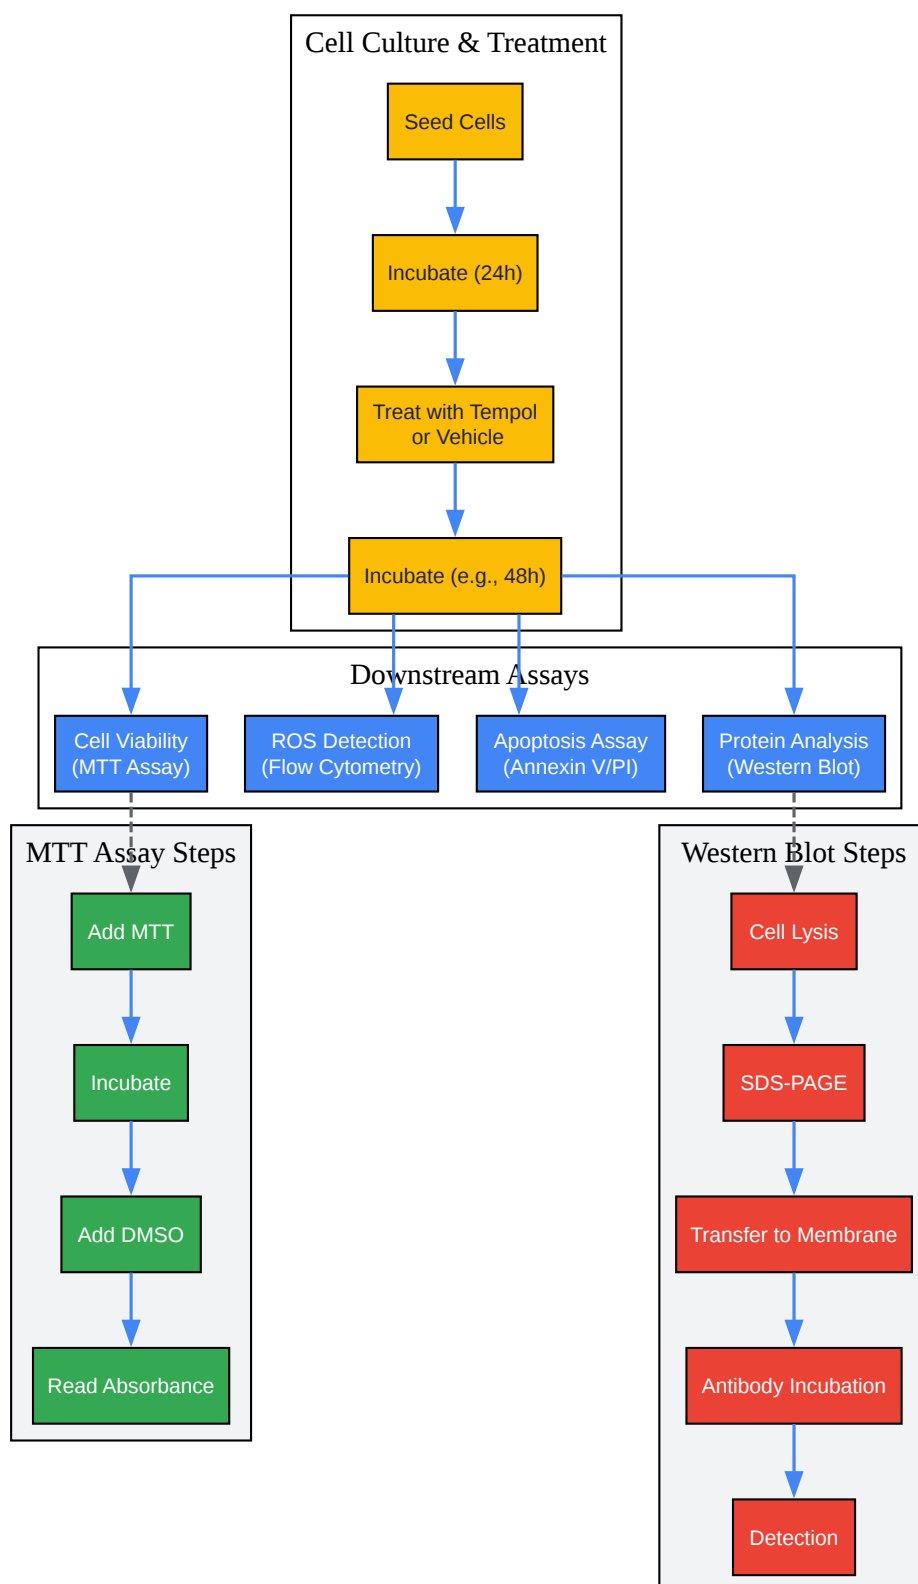 Cell Culture & Treatment
Seed Cells
Incubate (24h)
Treat with Tempol
or Vehicle
Incubate (e.g., 48h)
Downstream Assays
Cell Viability
(MTT Assay)
ROS Detection
(Flow Cytometry)
Apoptosis Assay
(Annexin V/PI)
Protein Analysis
(Western Blot)
MTT Assay Steps
Add MTT
Incubate
Add DMSO
Read Absorbance
Western Blot Steps
Cell Lysis
SDS-PAGE
Transfer to Membrane
Antibody Incubation
Detection